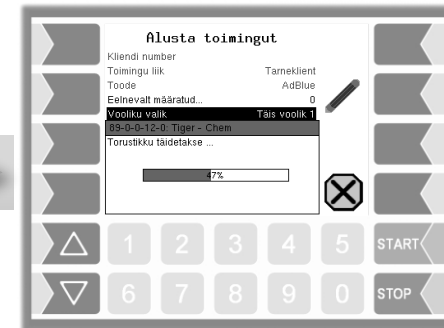 Alusta toimingut
Kliendi number
Toimingu liik Tarneklient
Toode AdBlue
Eelnevalt määratud... 0
Vooliku valik Täis voolik 1
89-0-0-12-0: Tiger - Chem
Torustikku täidetakse ...
47%
1 2 3 4 5 START
6 7 8 9 0 STOP